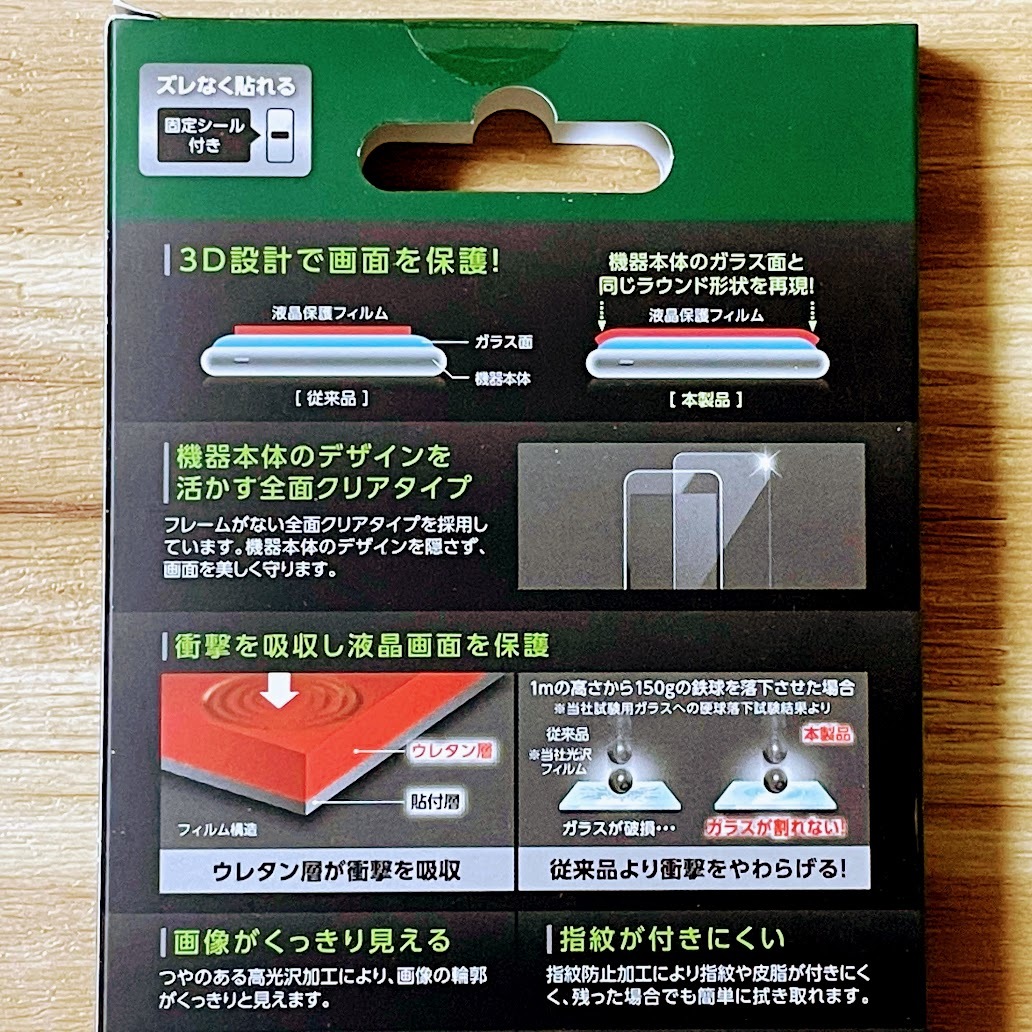 ズレなく貼れる
固定シール
付き
3D設計で画面を保護!
液晶保護フィルム
ガラス面
機器本体
[ 従来品 ]
機器本体のガラス面と
同じラウンド形状を再現!
液晶保護フィルム
[ 本製品 ]
機器本体のデザインを
活かす全面クリアタイプ
フレームがない全面クリアタイプを採用し
ています。機器本体のデザインを隠さず、
画面を美しく守ります。
衝撃を吸収し液晶画面を保護
ウレタン層
貼付層
フィルム構造
ウレタン層が衝撃を吸収
1mの高さから150gの鉄球を落下させた場合
※当社試験用ガラスへの硬球落下試験結果より
従来品
※当社光沢
フィルム
本製品
ガラスが破損…
ガラスが割れない!
従来品より衝撃をやわらげる!
画像がくっきり見える
つやのある高光沢加工により、画像の輪郭
がくっきりと見えます。
指紋が付きにくい
指紋防止加工により指紋や皮脂が付きにく
く、残った場合でも簡単に拭き取れます。